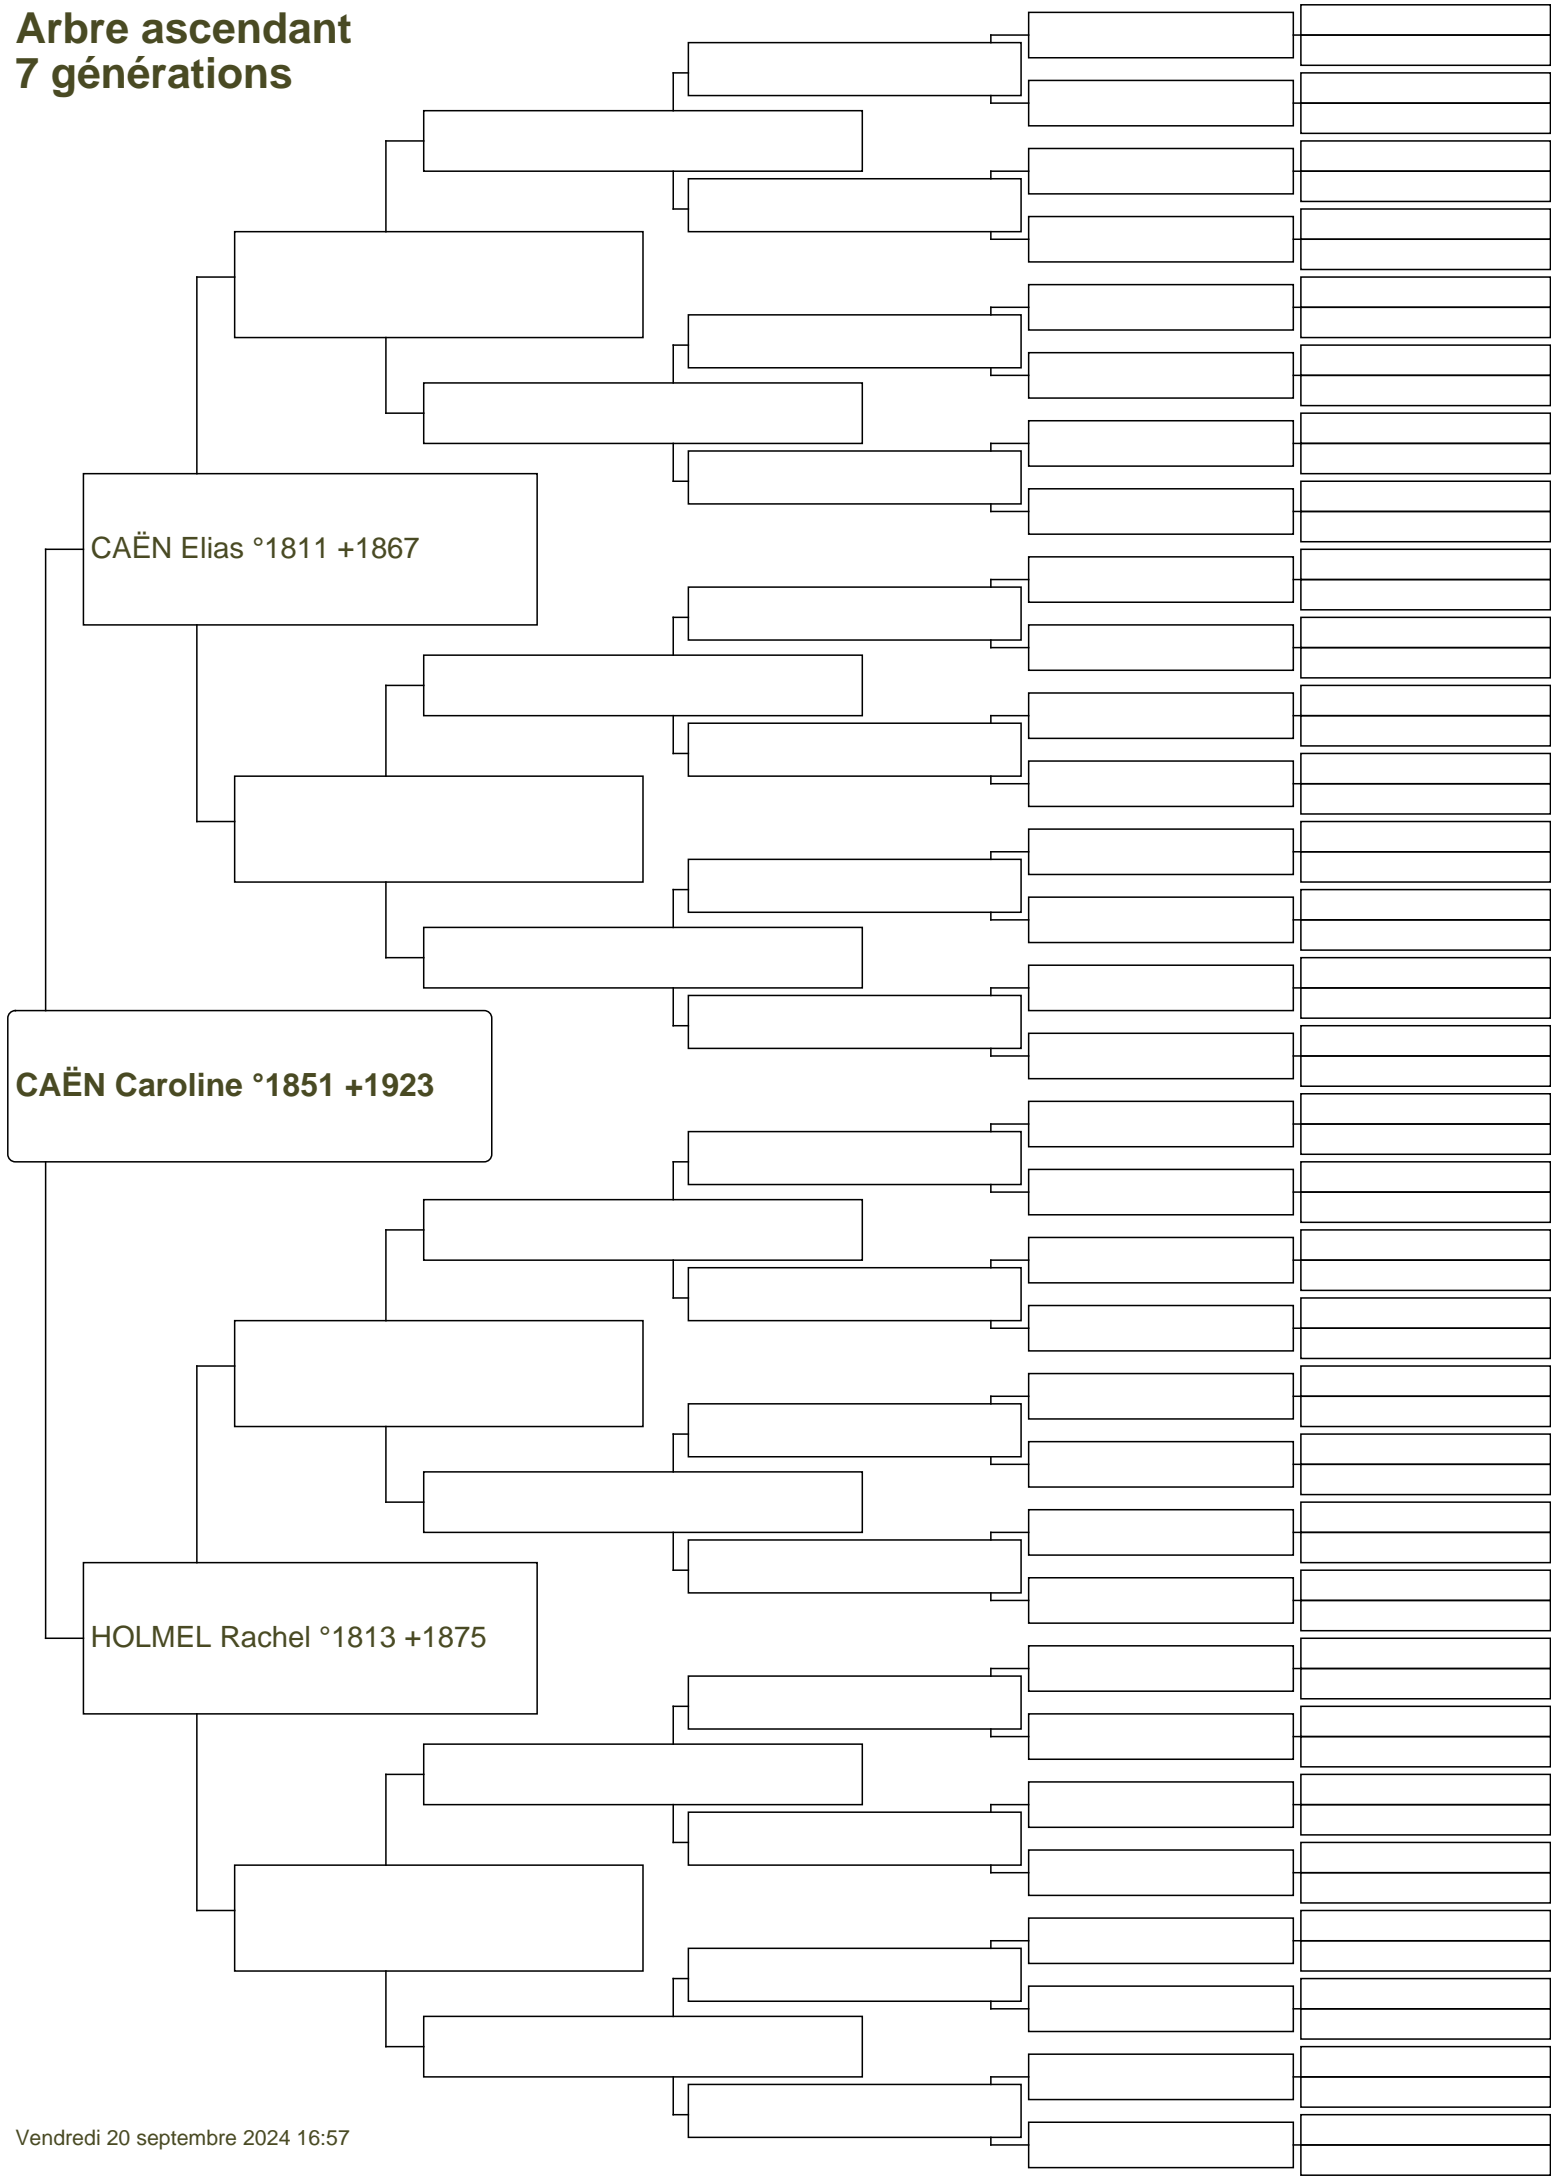 Arbre ascendant
7 générations
CAËN Elias °1811 +1867
CAËN Caroline °1851 +1923
HOLMEL Rachel °1813 +1875
Vendredi 20 septembre 2024 16:57